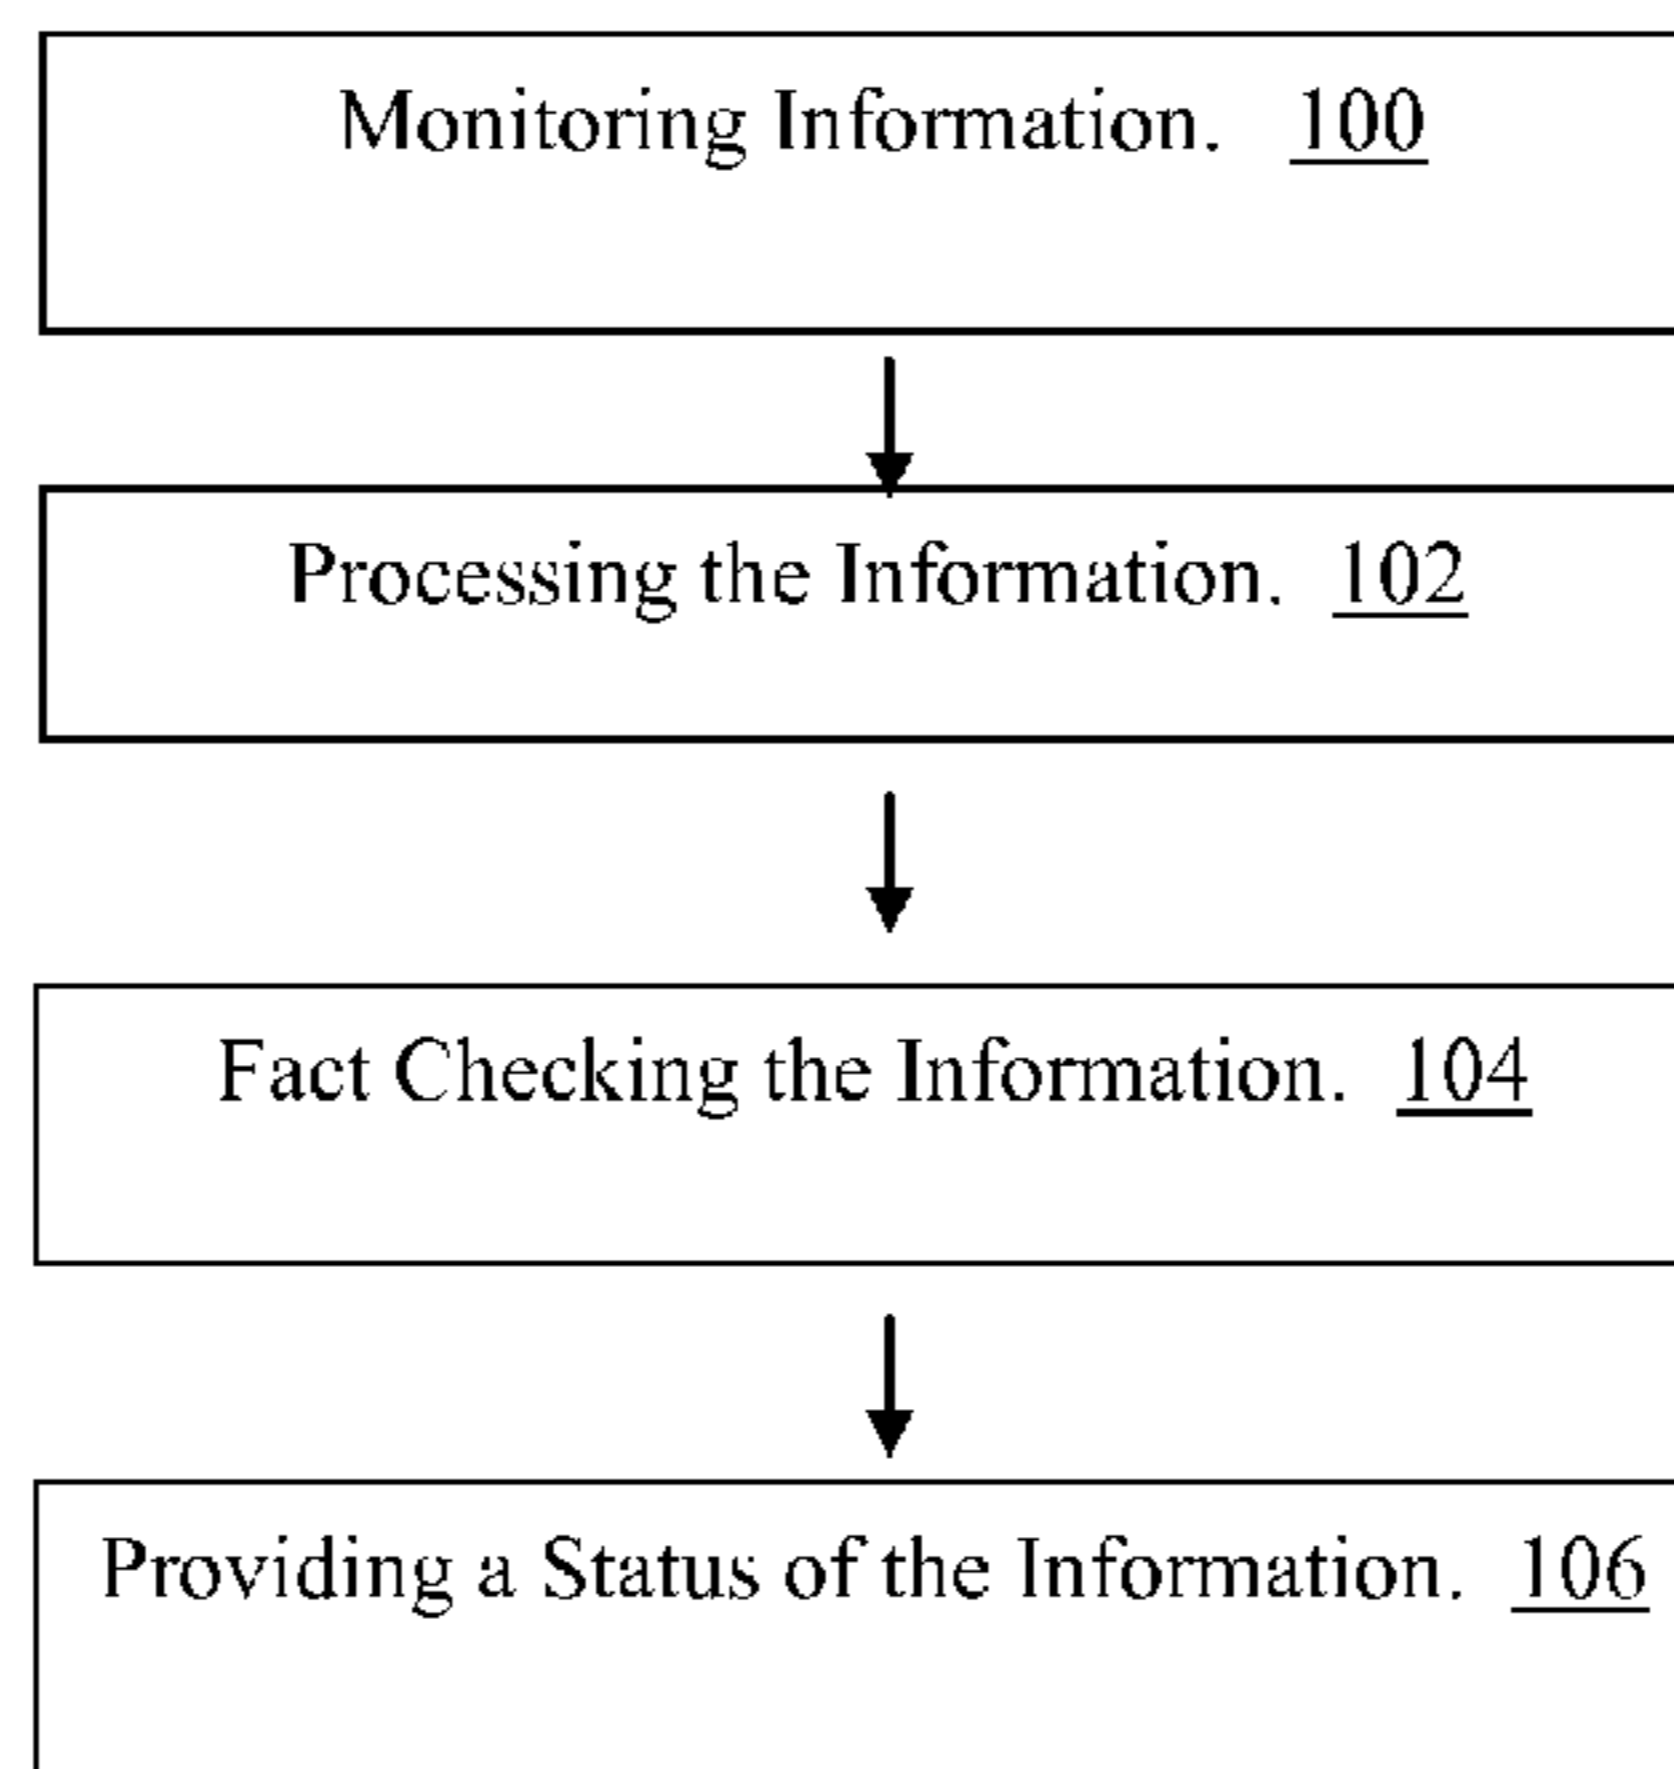 Monitoring Information. 100
Processing the Information. 102
Fact Checking the Information. 104
Providing a Status of the Information. 106